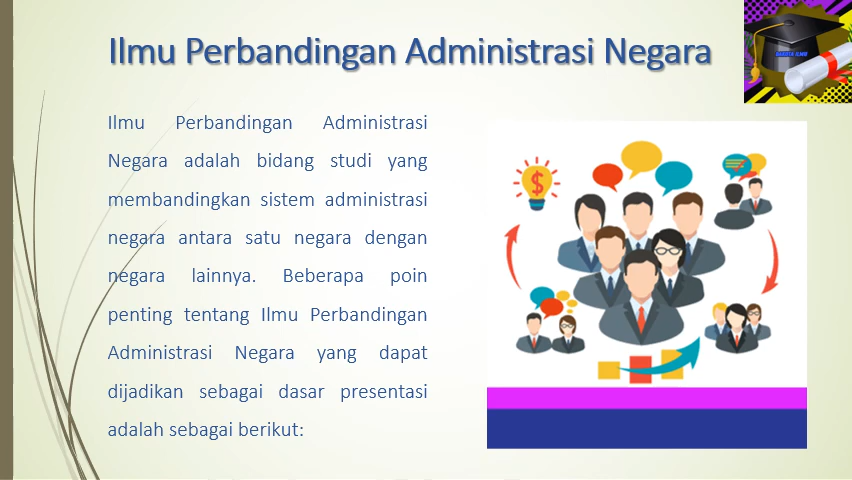 Ilmu Perbandingan Administrasi Negara
Ilmu Perbandingan Administrasi
Negara adalah bidang studi yang
membandingkan sistem administrasi
negara antara satu negara dengan
negara lainnya. Beberapa poin
penting tentang Ilmu Perbandingan
Administrasi Negara yang dapat
dijadikan sebagai dasar presentasi
adalah sebagai berikut:
$